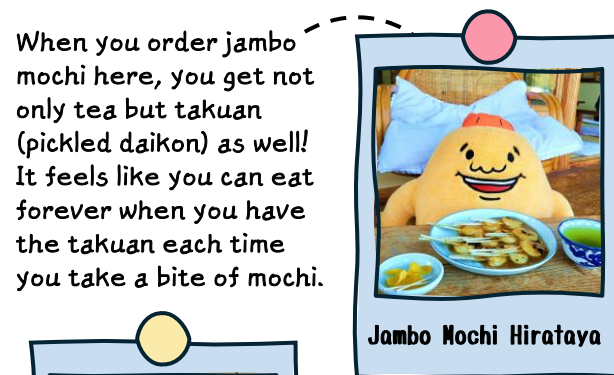 When you order jambo
mochi here, you get not
only tea but takuan
(pickled daikon) as well!
It feels like you can eat
forever when you have
the takuan each time
you take a bite of mochi.
Jambo Mochi Hirataya